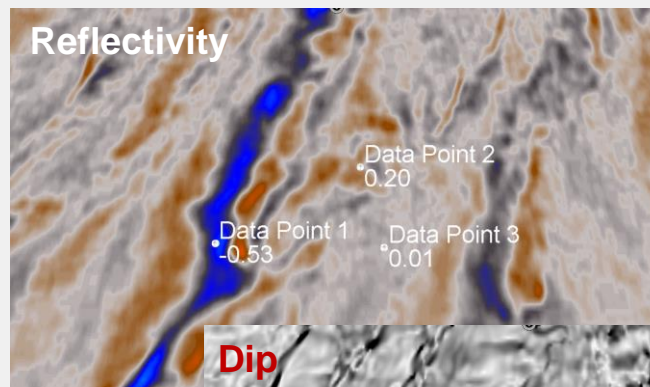 Reflectivity
Data Point 2
0.20
Data Point 1
-0.53
Data Point 3
0.01
Dip